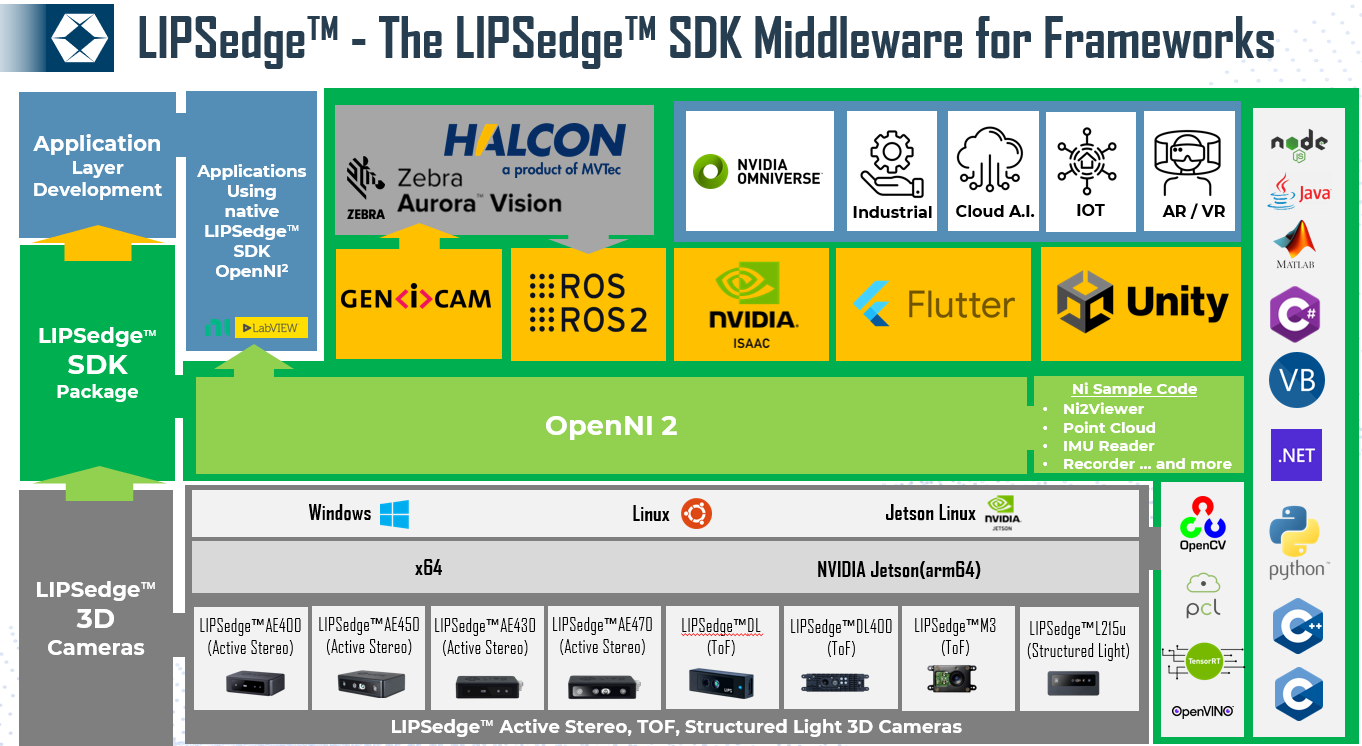 LIPSedge™ - The LIPSedge™ SDK Middleware for Frameworks
Application
Layer
Development
Applications
Using
native
LIPSedge™
SDK
OpenNI²
LabVIEW
HALCON
a product of MVTec
ZEBRA
Zebra
Aurora™ Vision
NVIDIA
OMNIVERSE™
Industrial
Cloud A.I.
IOT
AR / VR
GEN<i>CAM
ROS
ROS2
NVIDIA.
ISAAC
Flutter
Unity
LIPSedge™
SDK
Package
OpenNI 2
Ni Sample Code
• Ni2Viewer
• Point Cloud
• IMU Reader
• Recorder ... and more
LIPSedge™
3D
Cameras
Windows
Linux
Jetson Linux
NVIDIA.
JETSON
x64
NVIDIA Jetson(arm64)
LIPSedge™AE400
(Active Stereo)
LIPSedge™AE450
(Active Stereo)
LIPSedge™AE430
(Active Stereo)
LIPSedge™AE470
(Active Stereo)
LIPSedge™DL
(ToF)
LIPS
LIPSedge™DL400
(ToF)
LIPSedge™M3
(ToF)
LIPSedge™L215u
(Structured Light)
LIPSedge™ Active Stereo, TOF, Structured Light 3D Cameras
OpenCV
pcl
TensorRT
OpenVINO
node
JS
Java
MATLAB
C#
VB
.NET
python™
C++
C